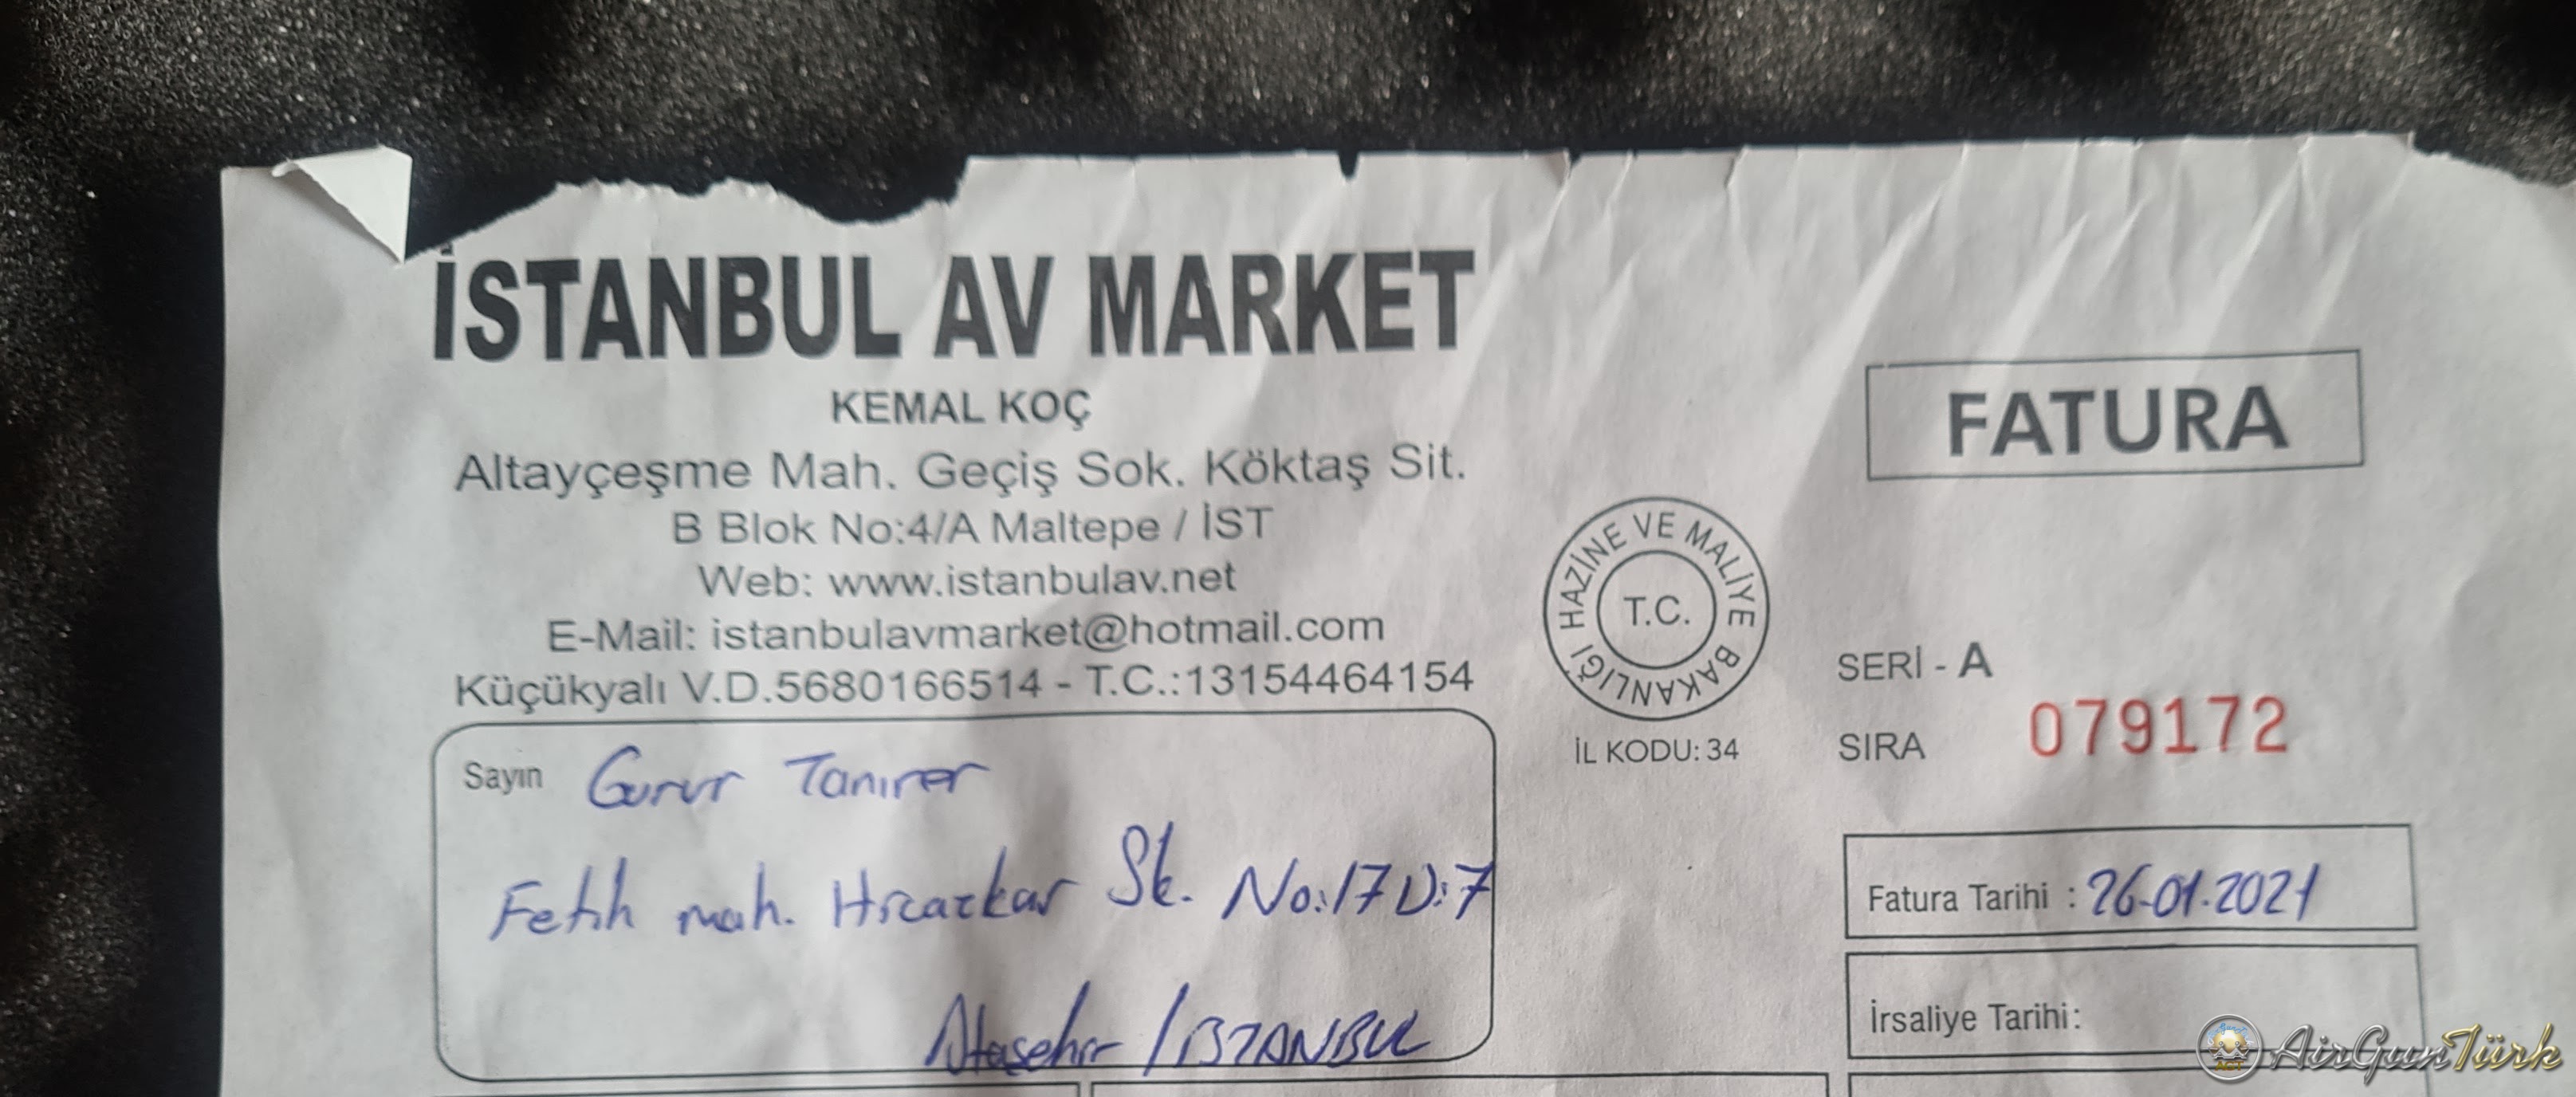 İSTANBUL AV MARKET
KEMAL KOÇ
Altayçeşme Mah. Geçiş Sok. Köktaş Sit.
B Blok No:4/A Maltepe / İST
Web: www.istanbulav.net
E-Mail: istanbulavmarket@hotmail.com
Küçükyalı V.D.5680166514 - T.C.:13154464154
FATURA
T.C. HAZİNE VE MALİYE BAKANLIĞI
İL KODU: 34
SERİ - A
SIRA 079172
Sayın Gurur Tanırer
Fetih mah. Hicazkar Sk. No:17 D:7
Ataşehir / İSTANBUL
Fatura Tarihi : 26.01.2021
İrsaliye Tarihi:
AirGunTürk